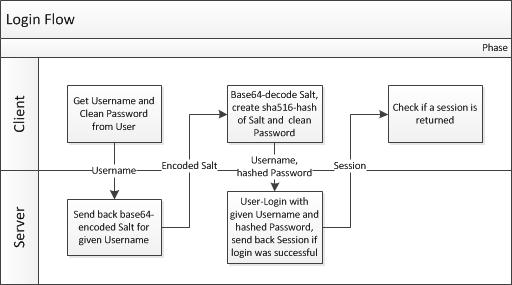 Login Flow
Phase
Client
Get Username and
Clean Password
from User
Base64-decode Salt,
create sha516-hash
of Salt and clean
Password
Check if a session is
returned
Username
Encoded Salt
Username,
hashed Password
Session
Server
Send back base64-
encoded Salt for
given Username
User-Login with
given Username and
hashed Password,
send back Session if
login was successful